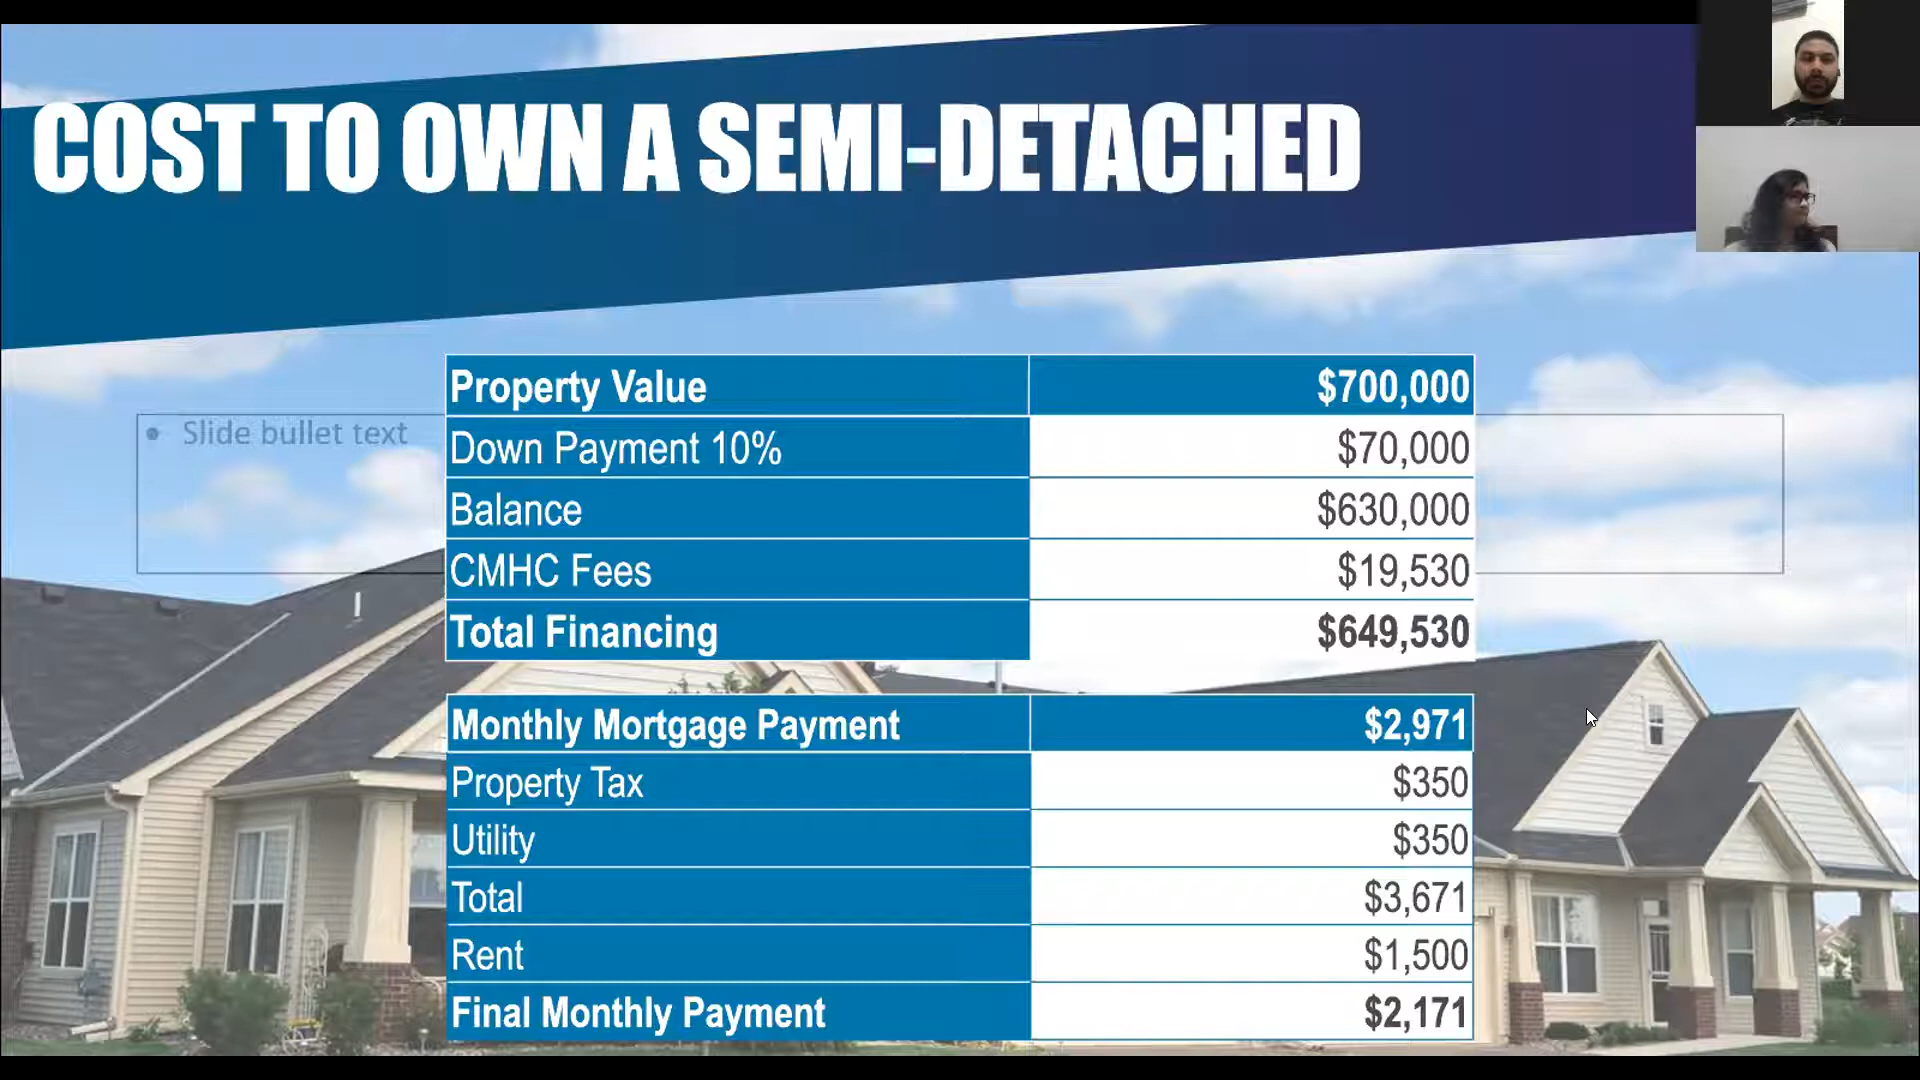 COST TO OWN A SEMI-DETACHED
Property Value $700,000
Slide bullet text
Down Payment 10% $70,000
Balance $630,000
CMHC Fees $19,530
Total Financing $649,530
Monthly Mortgage Payment $2,971
Property Tax $350
Utility $350
Total $3,671
Rent $1,500
Final Monthly Payment $2,171